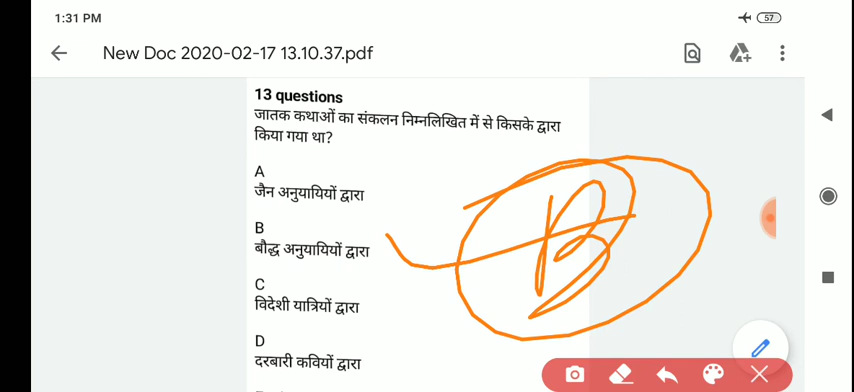 1:31 PM
57
New Doc 2020-02-17 13.10.37.pdf
13 questions
जातक कथाओं का संकलन निम्नलिखित में से किसके द्वारा
किया गया था?
A
जैन अनुयायियों द्वारा
B
बौद्ध अनुयायियों द्वारा
B
C
विदेशी यात्रियों द्वारा
D
दरबारी कवियों द्वारा